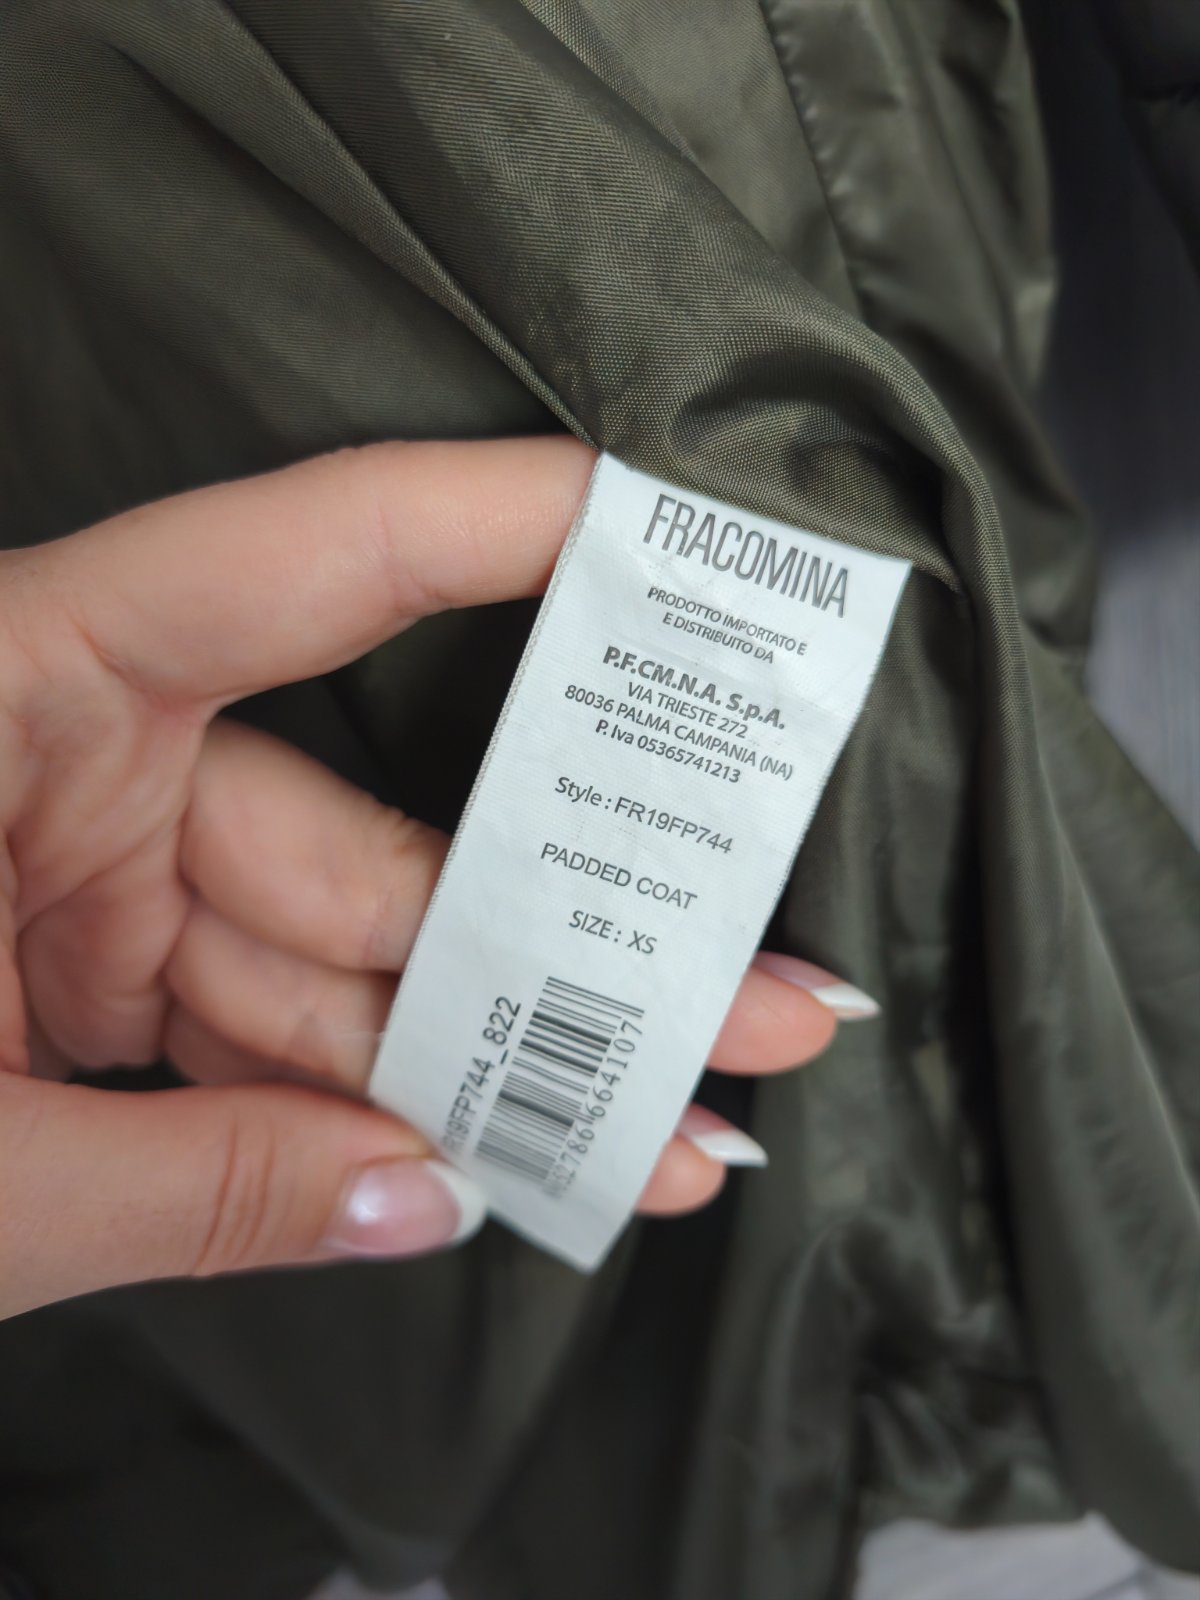 FRACOMINA
PRODOTTO IMPORTATO E
E DISTRIBUITO DA
P.F.CM.N.A. S.p.A.
VIA TRIESTE 272
80036 PALMA CAMPANIA (NA)
P. Iva 05365741213
Style : FR19FP744
PADDED COAT
SIZE : XS